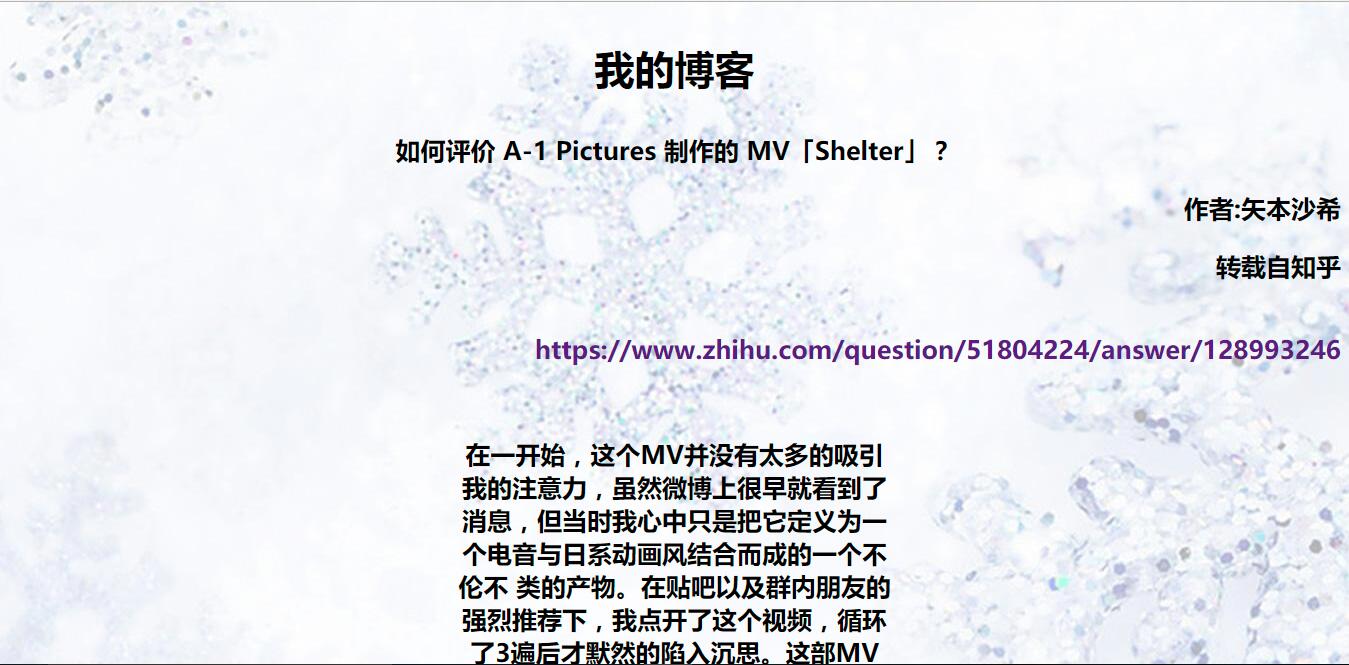 我的博客
如何评价 A-1 Pictures 制作的 MV「Shelter」？
作者:矢本沙希
转载自知乎
https://www.zhihu.com/question/51804224/answer/128993246
在一开始，这个MV并没有太多的吸引
我的注意力，虽然微博上很早就看到了
消息，但当时我心中只是把它定义为一
个电音与日系动画风结合而成的一个不
伦不 类的产物。在贴吧以及群内朋友的
强烈推荐下，我点开了这个视频，循环
了3遍后才默然的陷入沉思。这部MV